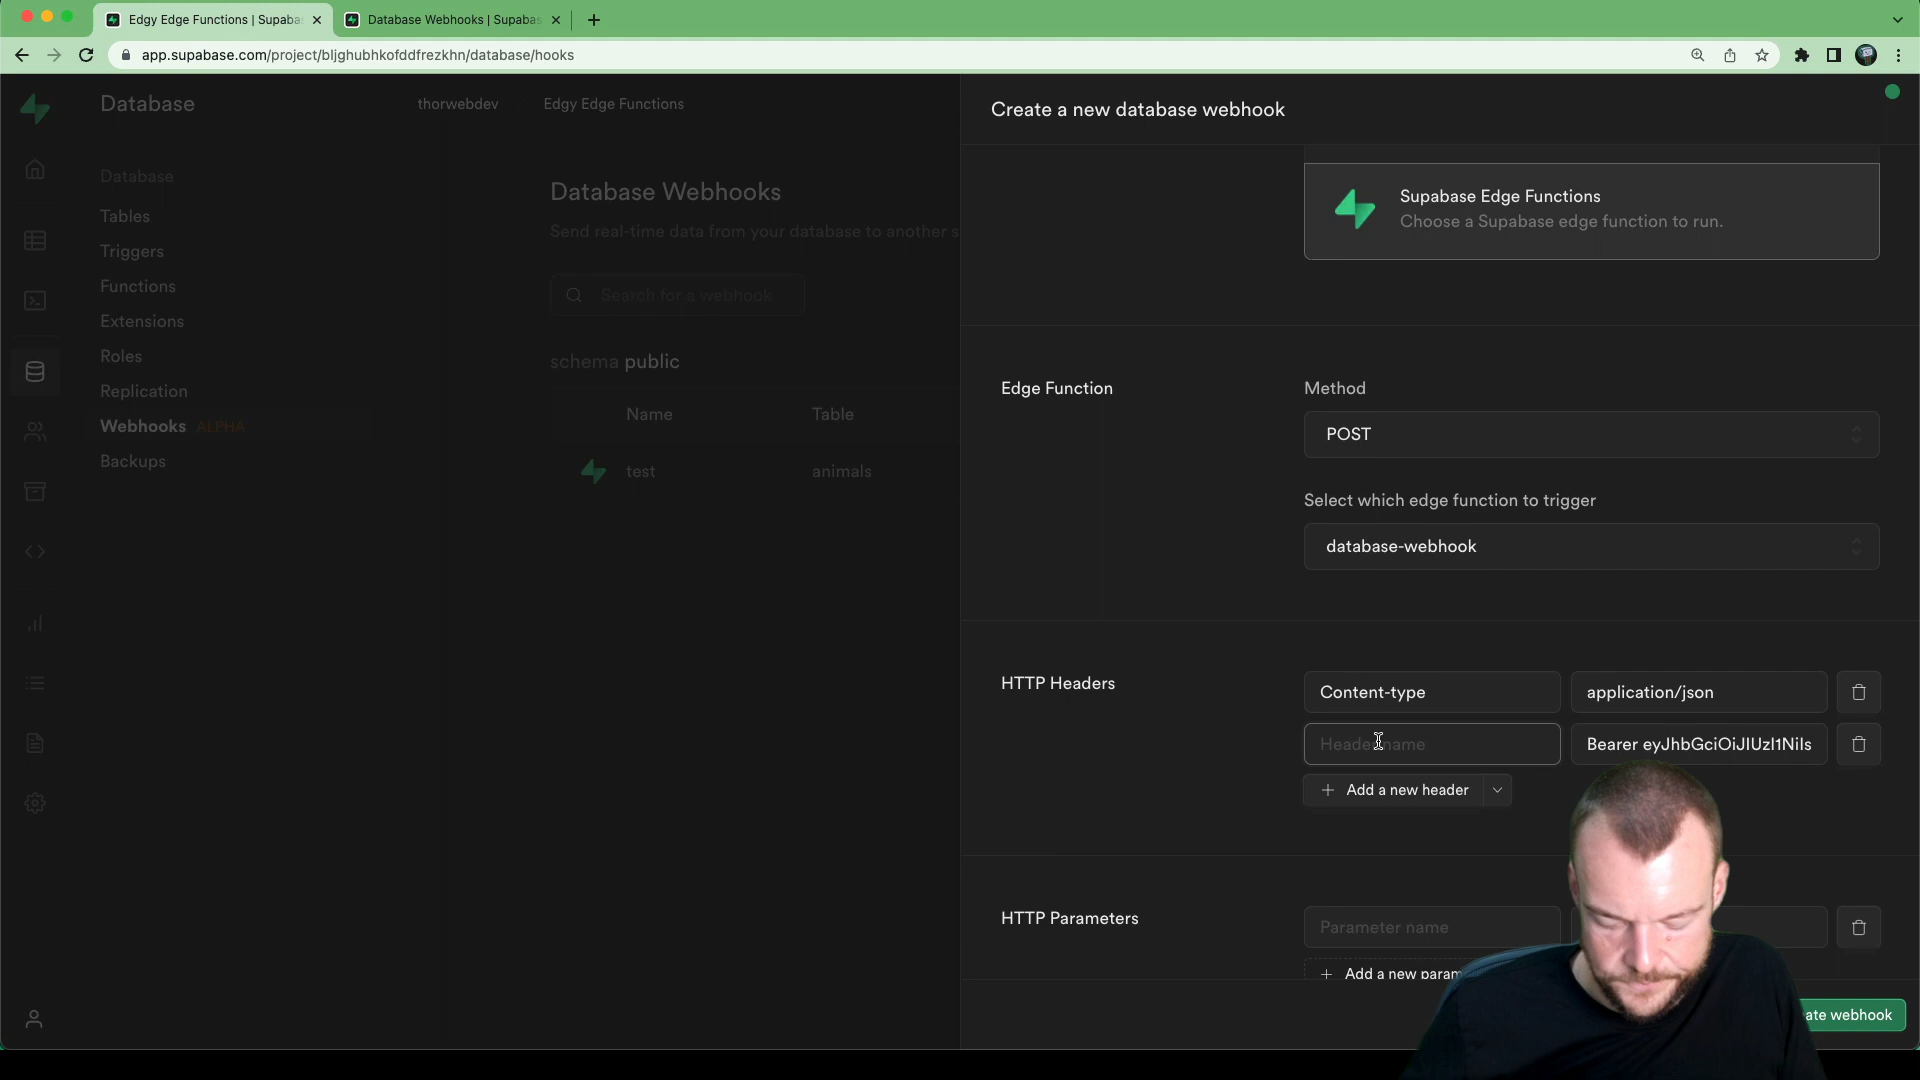 Edgy Edge Functions | Supaba
Database Webhooks | Supabas
app.supabase.com/project/bljghubhkofddfrezkhn/database/hooks
Database
thorwebdev
Edgy Edge Functions
Create a new database webhook
Database
Tables
Triggers
Functions
Extensions
Roles
Replication
Webhooks ALPHA
Backups
Database Webhooks
Send real-time data from your database to another s
Search for a webhook
schema public
Name Table
test animals
Supabase Edge Functions
Choose a Supabase edge function to run.
Edge Function
Method
POST
Select which edge function to trigger
database-webhook
HTTP Headers
Content-type application/json
Header name Bearer eyJhbGciOiJIUzI1NiIs
Add a new header
HTTP Parameters
Parameter name
Add a new param
ate webhook